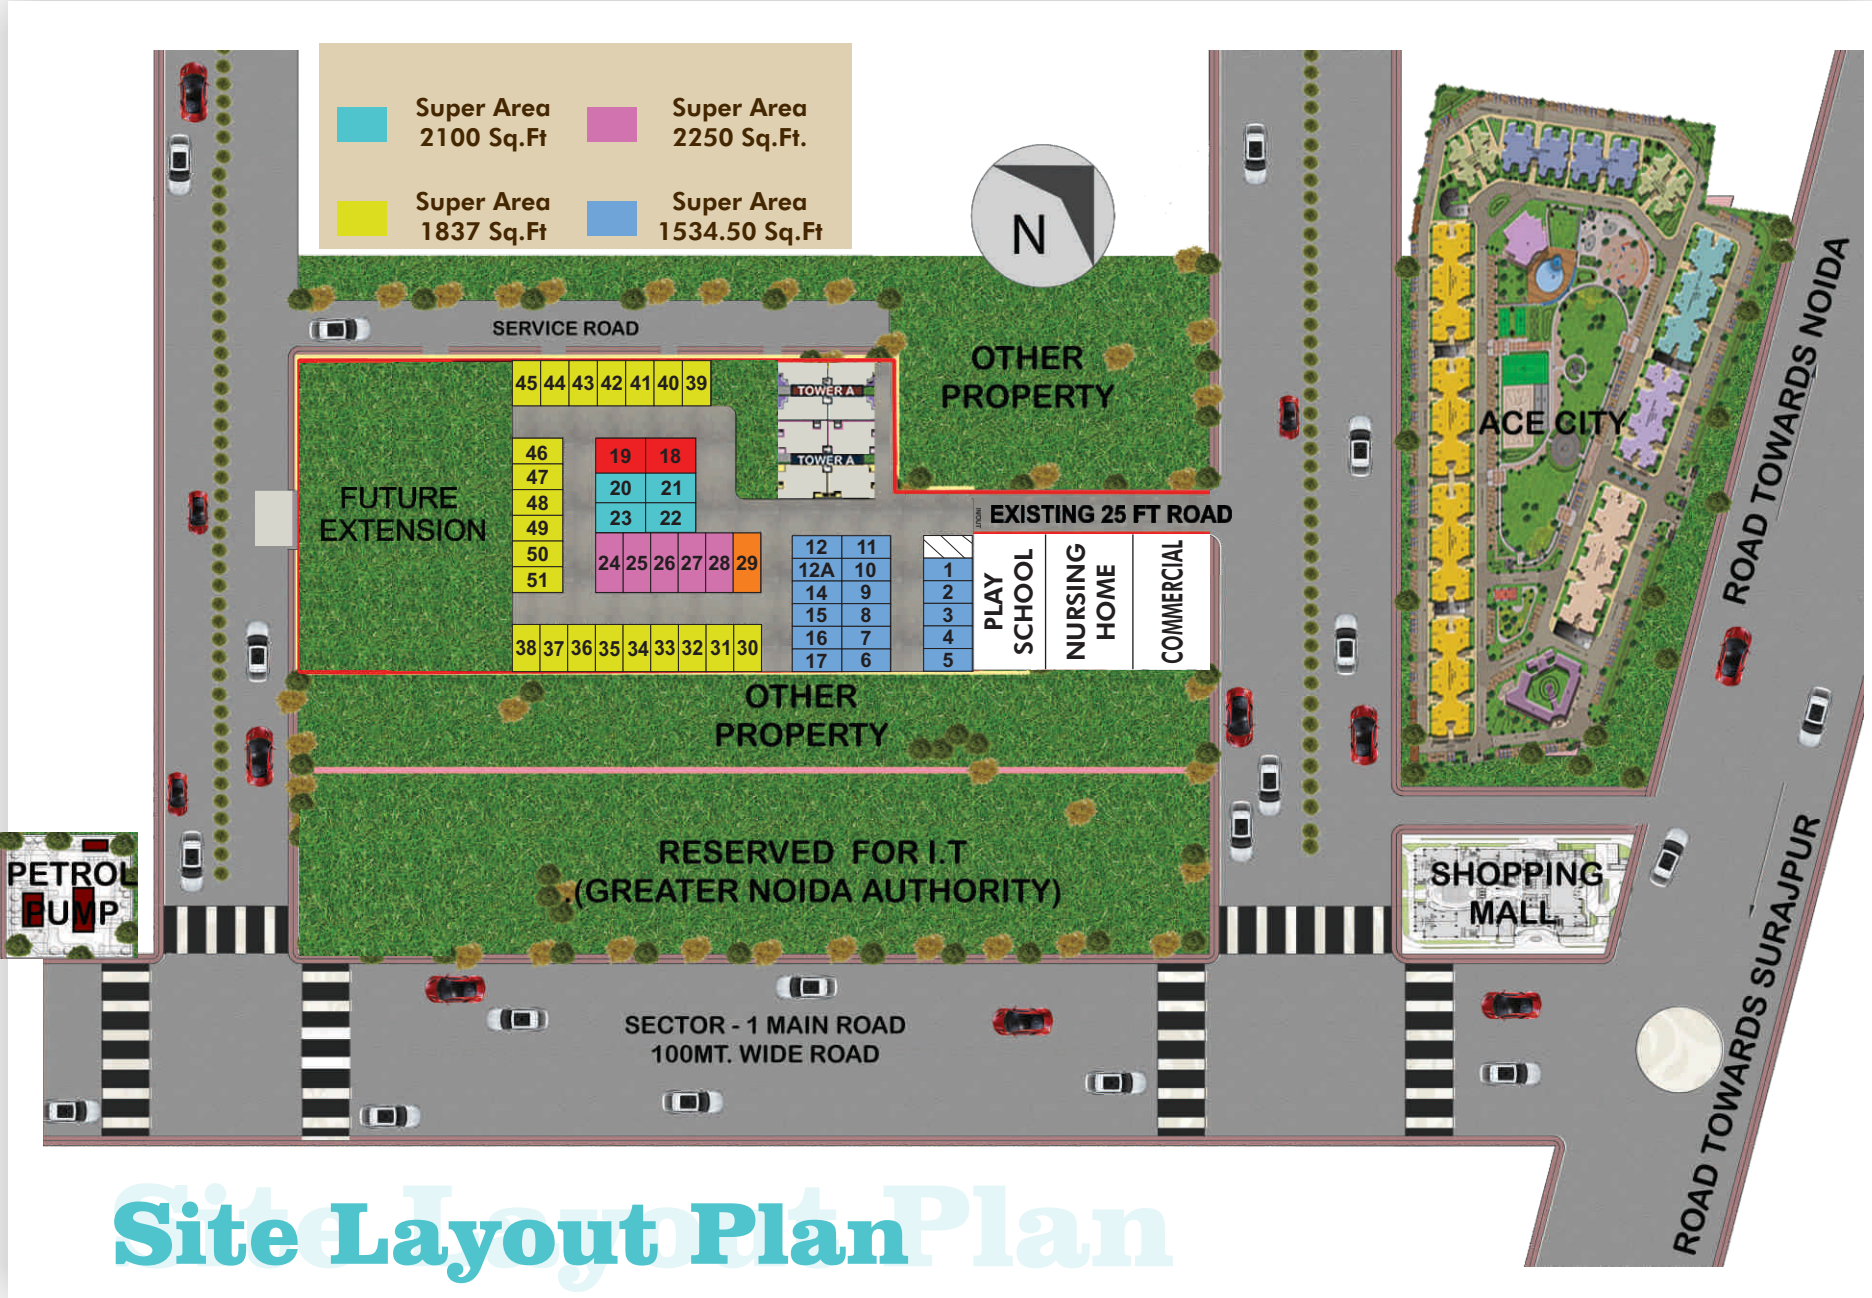 Super Area
2100 Sq.Ft
Super Area
2250 Sq.Ft.
Super Area
1837 Sq.Ft
Super Area
1534.50 Sq.Ft
N
SERVICE ROAD
OTHER
PROPERTY
FUTURE
EXTENSION
45 44 43 42 41 40 39
TOWER A
TOWER A
46
47
48
49
50
51
19 18
20 21
23 22
24 25 26 27 28 29
38 37 36 35 34 33 32 31 30
12 11
12A 10
14 9
15 8
16 7
17 6
1
2
3
4
5
EXISTING 25 FT ROAD
PLAY
SCHOOL
NURSING
HOME
COMMERCIAL
OTHER
PROPERTY
RESERVED FOR I.T
.(GREATER NOIDA AUTHORITY)
ACE CITY
ROAD TOWARDS NOIDA
PETROL
PUMP
SHOPPING
MALL
ROAD TOWARDS SURAJPUR
SECTOR - 1 MAIN ROAD
100MT. WIDE ROAD
Site Layout Plan
Site Layout Plan